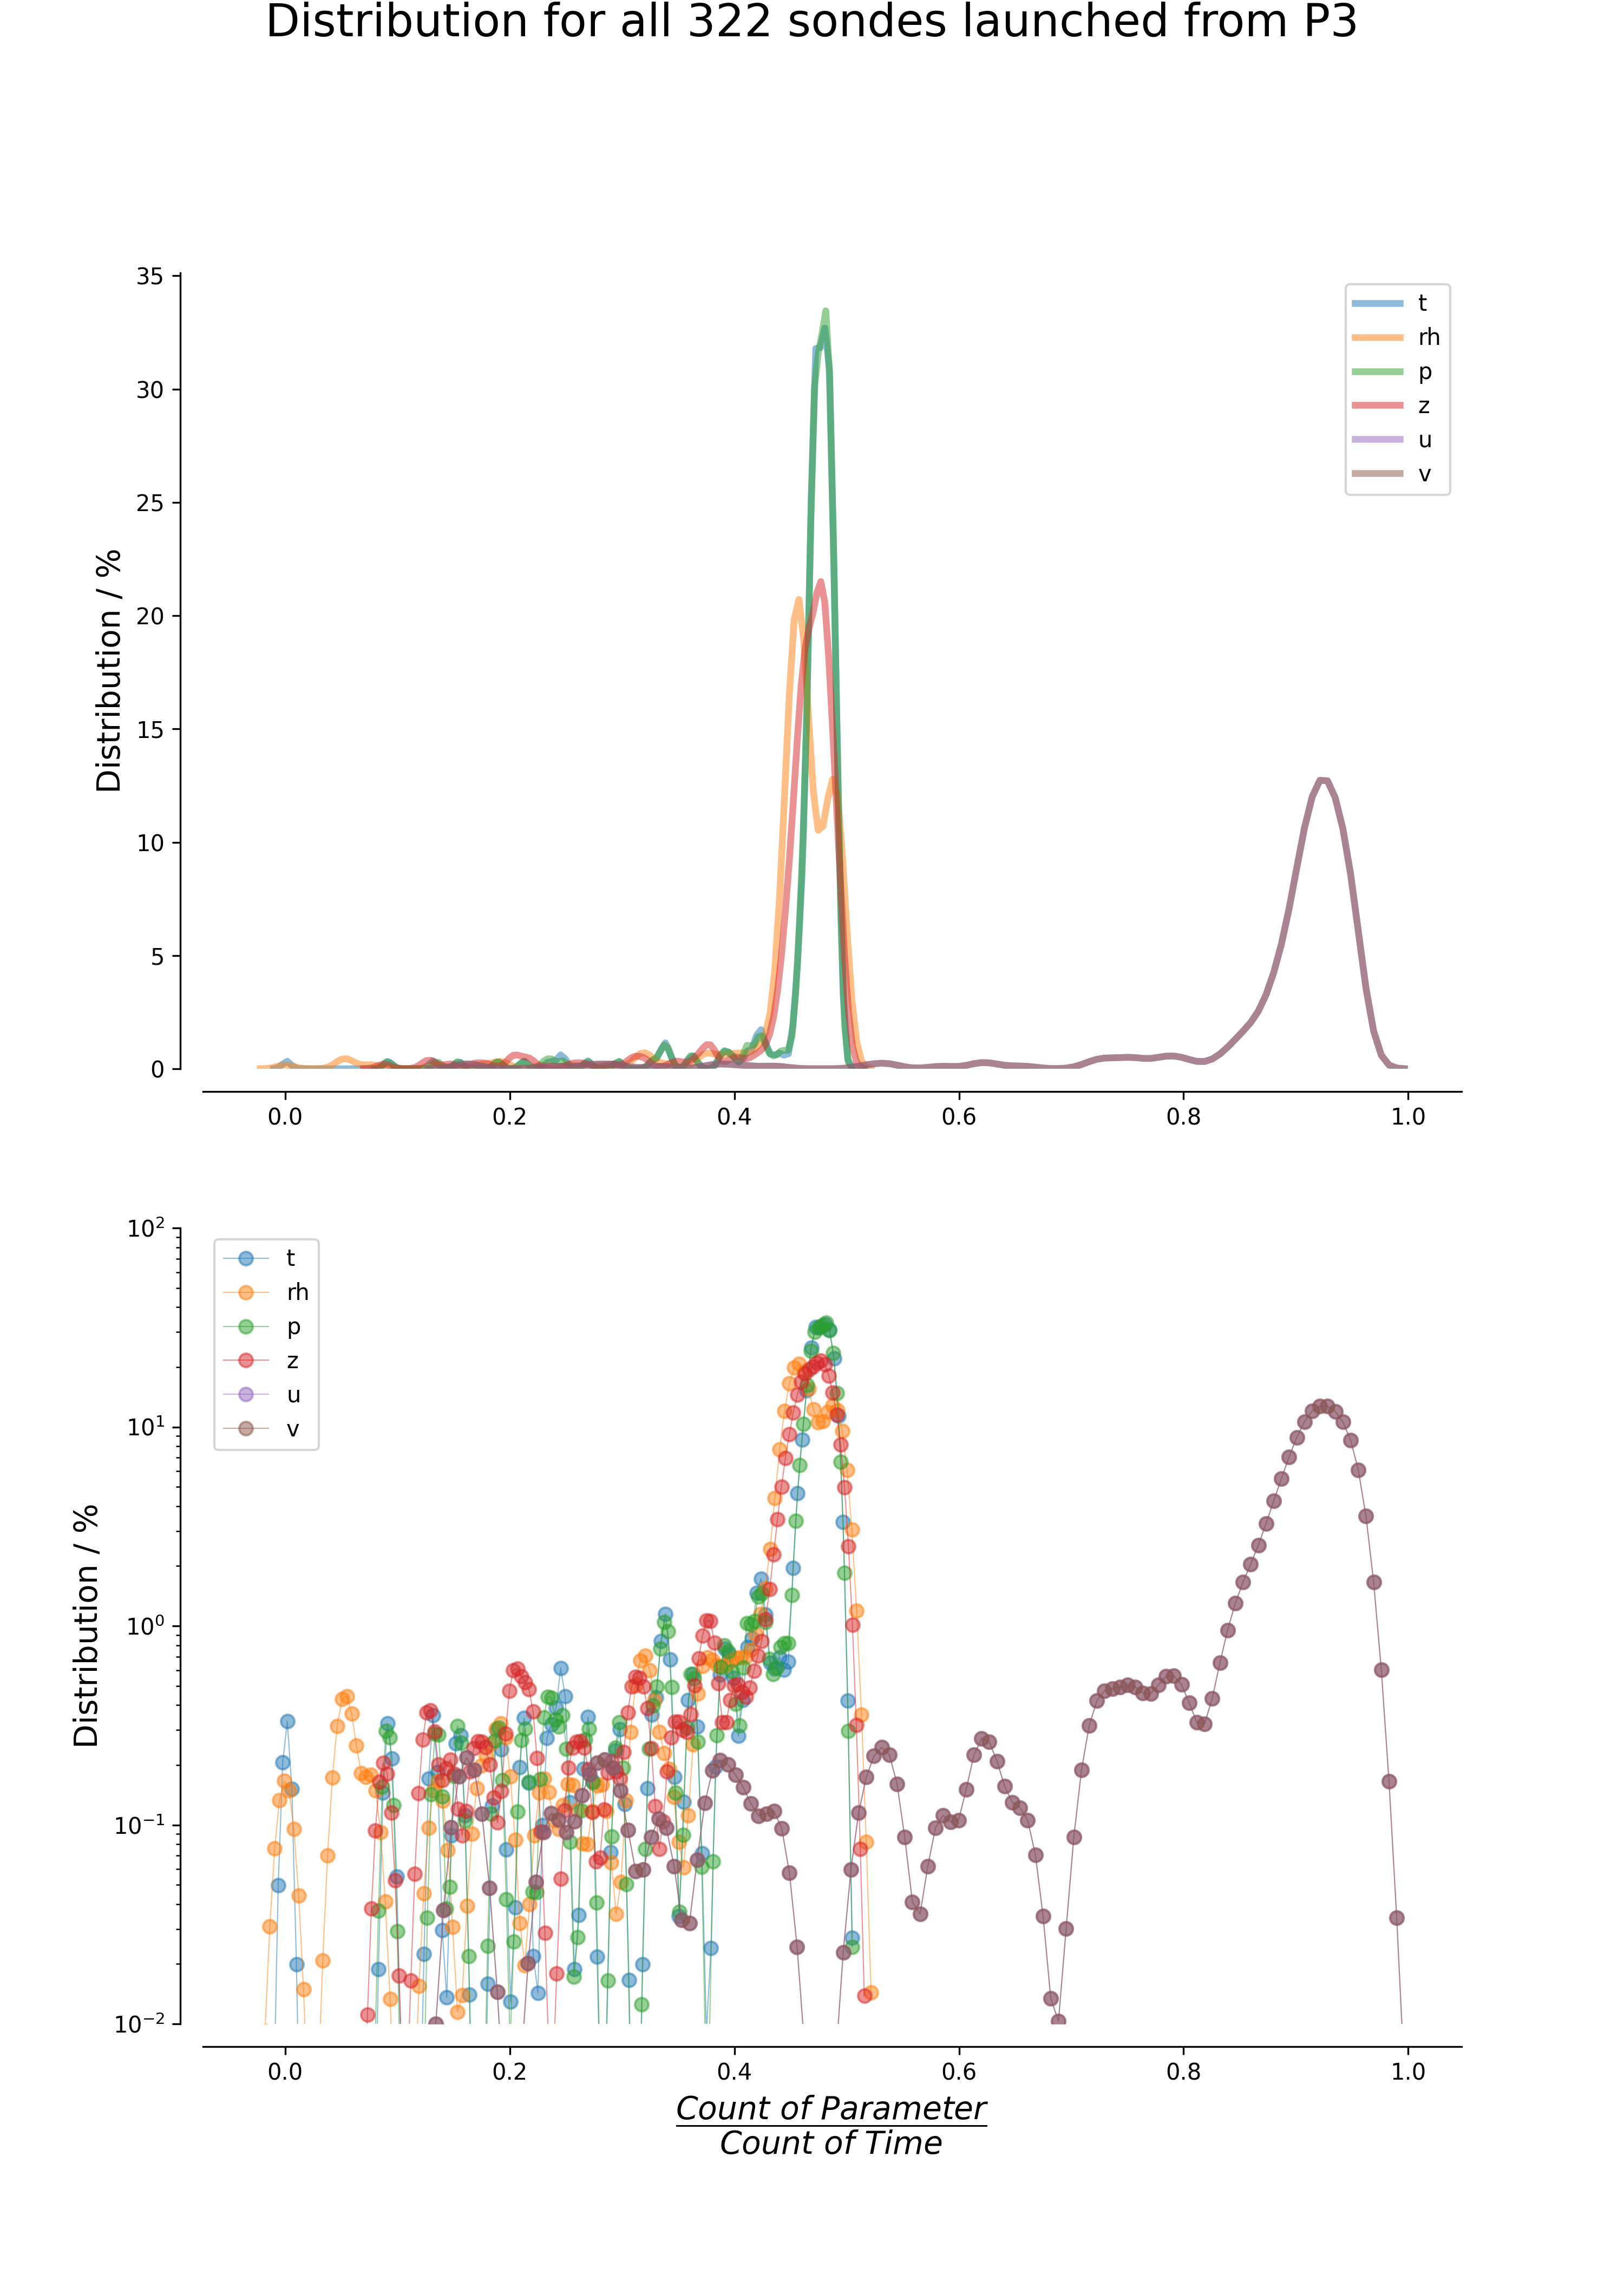 Distribution for all 322 sondes launched from P3
35
30
25
20
15
10
5
0
Distribution / %
t
rh
p
z
u
v
0.0 0.2 0.4 0.6 0.8 1.0
10²
10¹
10⁰
10⁻¹
10⁻²
Distribution / %
t
rh
p
z
u
v
0.0 0.2 0.4 0.6 0.8 1.0
Count of Parameter
Count of Time